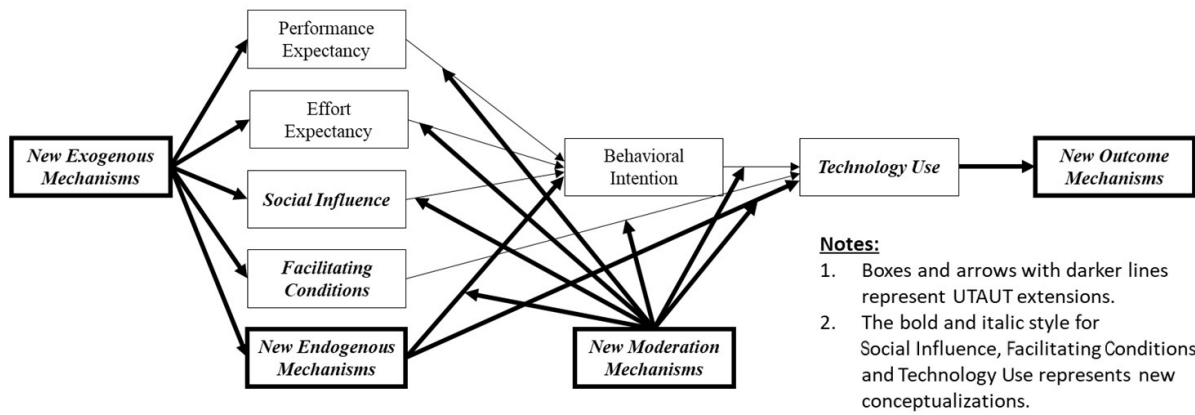 Performance
Expectancy
Effort
Expectancy
New Exogenous
Mechanisms
Social Influence
Facilitating
Conditions
New Endogenous
Mechanisms
Behavioral
Intention
New Moderation
Mechanisms
Technology Use
New Outcome
Mechanisms
Notes:
1. Boxes and arrows with darker lines
represent UTAUT extensions.
2. The bold and italic style for
Social Influence, Facilitating Conditions
and Technology Use represents new
conceptualizations.